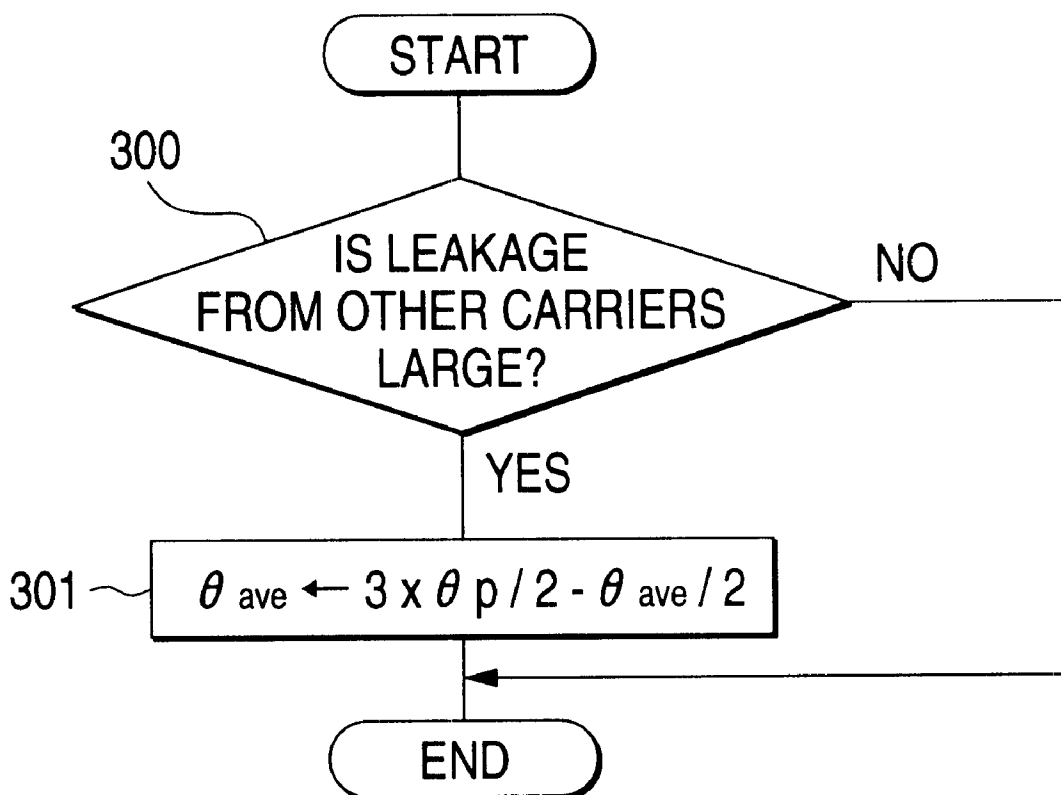 START
300
IS LEAKAGE
FROM OTHER CARRIERS
LARGE?
NO
YES
301
θ ave ← 3 x θ p / 2 - θ ave / 2
END